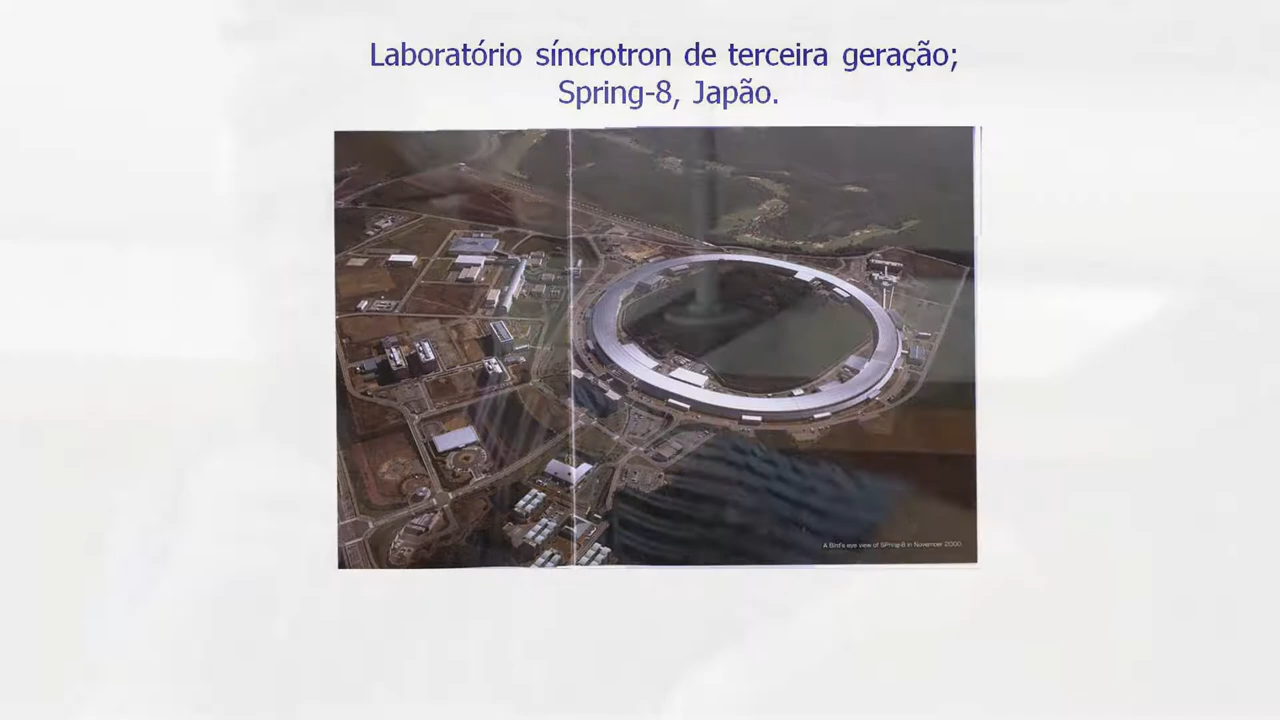 Laboratório síncrotron de terceira geração;
Spring-8, Japão.
A Bird's eye view of SPring-8 in November 2000